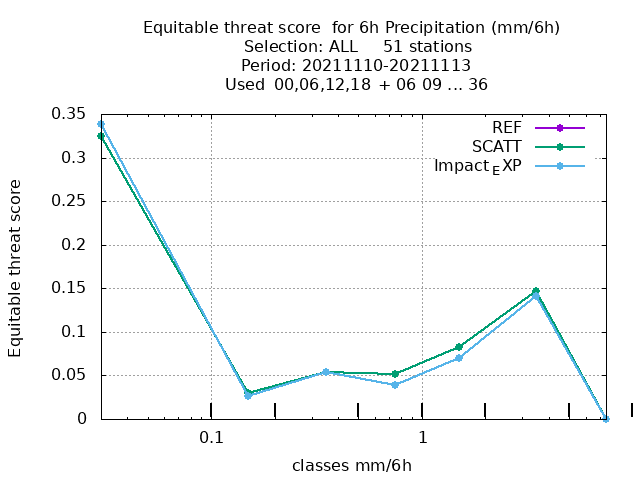 Equitable threat score  for 6h Precipitation (mm/6h)
Selection: ALL     51 stations
Period: 20211110-20211113
Used  00,06,12,18 + 06 09 ... 36
REF
SCATT
Impact_EXP
Equitable threat score
0.35
0.3
0.25
0.2
0.15
0.1
0.05
0
0.1
1
classes mm/6h